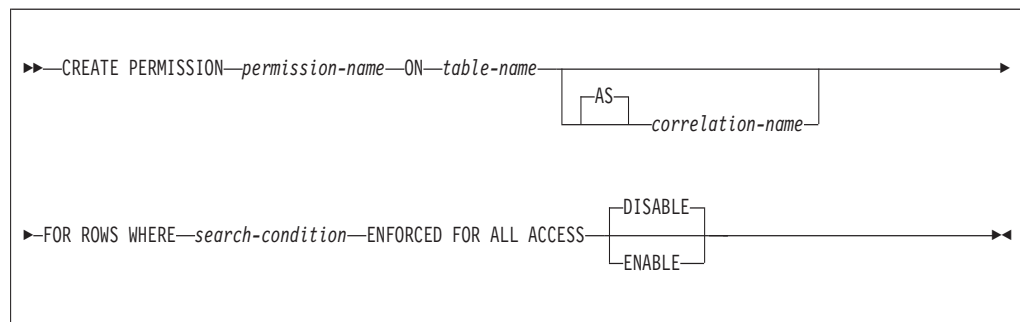 CREATE PERMISSION permission-name ON table-name
AS
correlation-name
FOR ROWS WHERE search-condition ENFORCED FOR ALL ACCESS
DISABLE
ENABLE